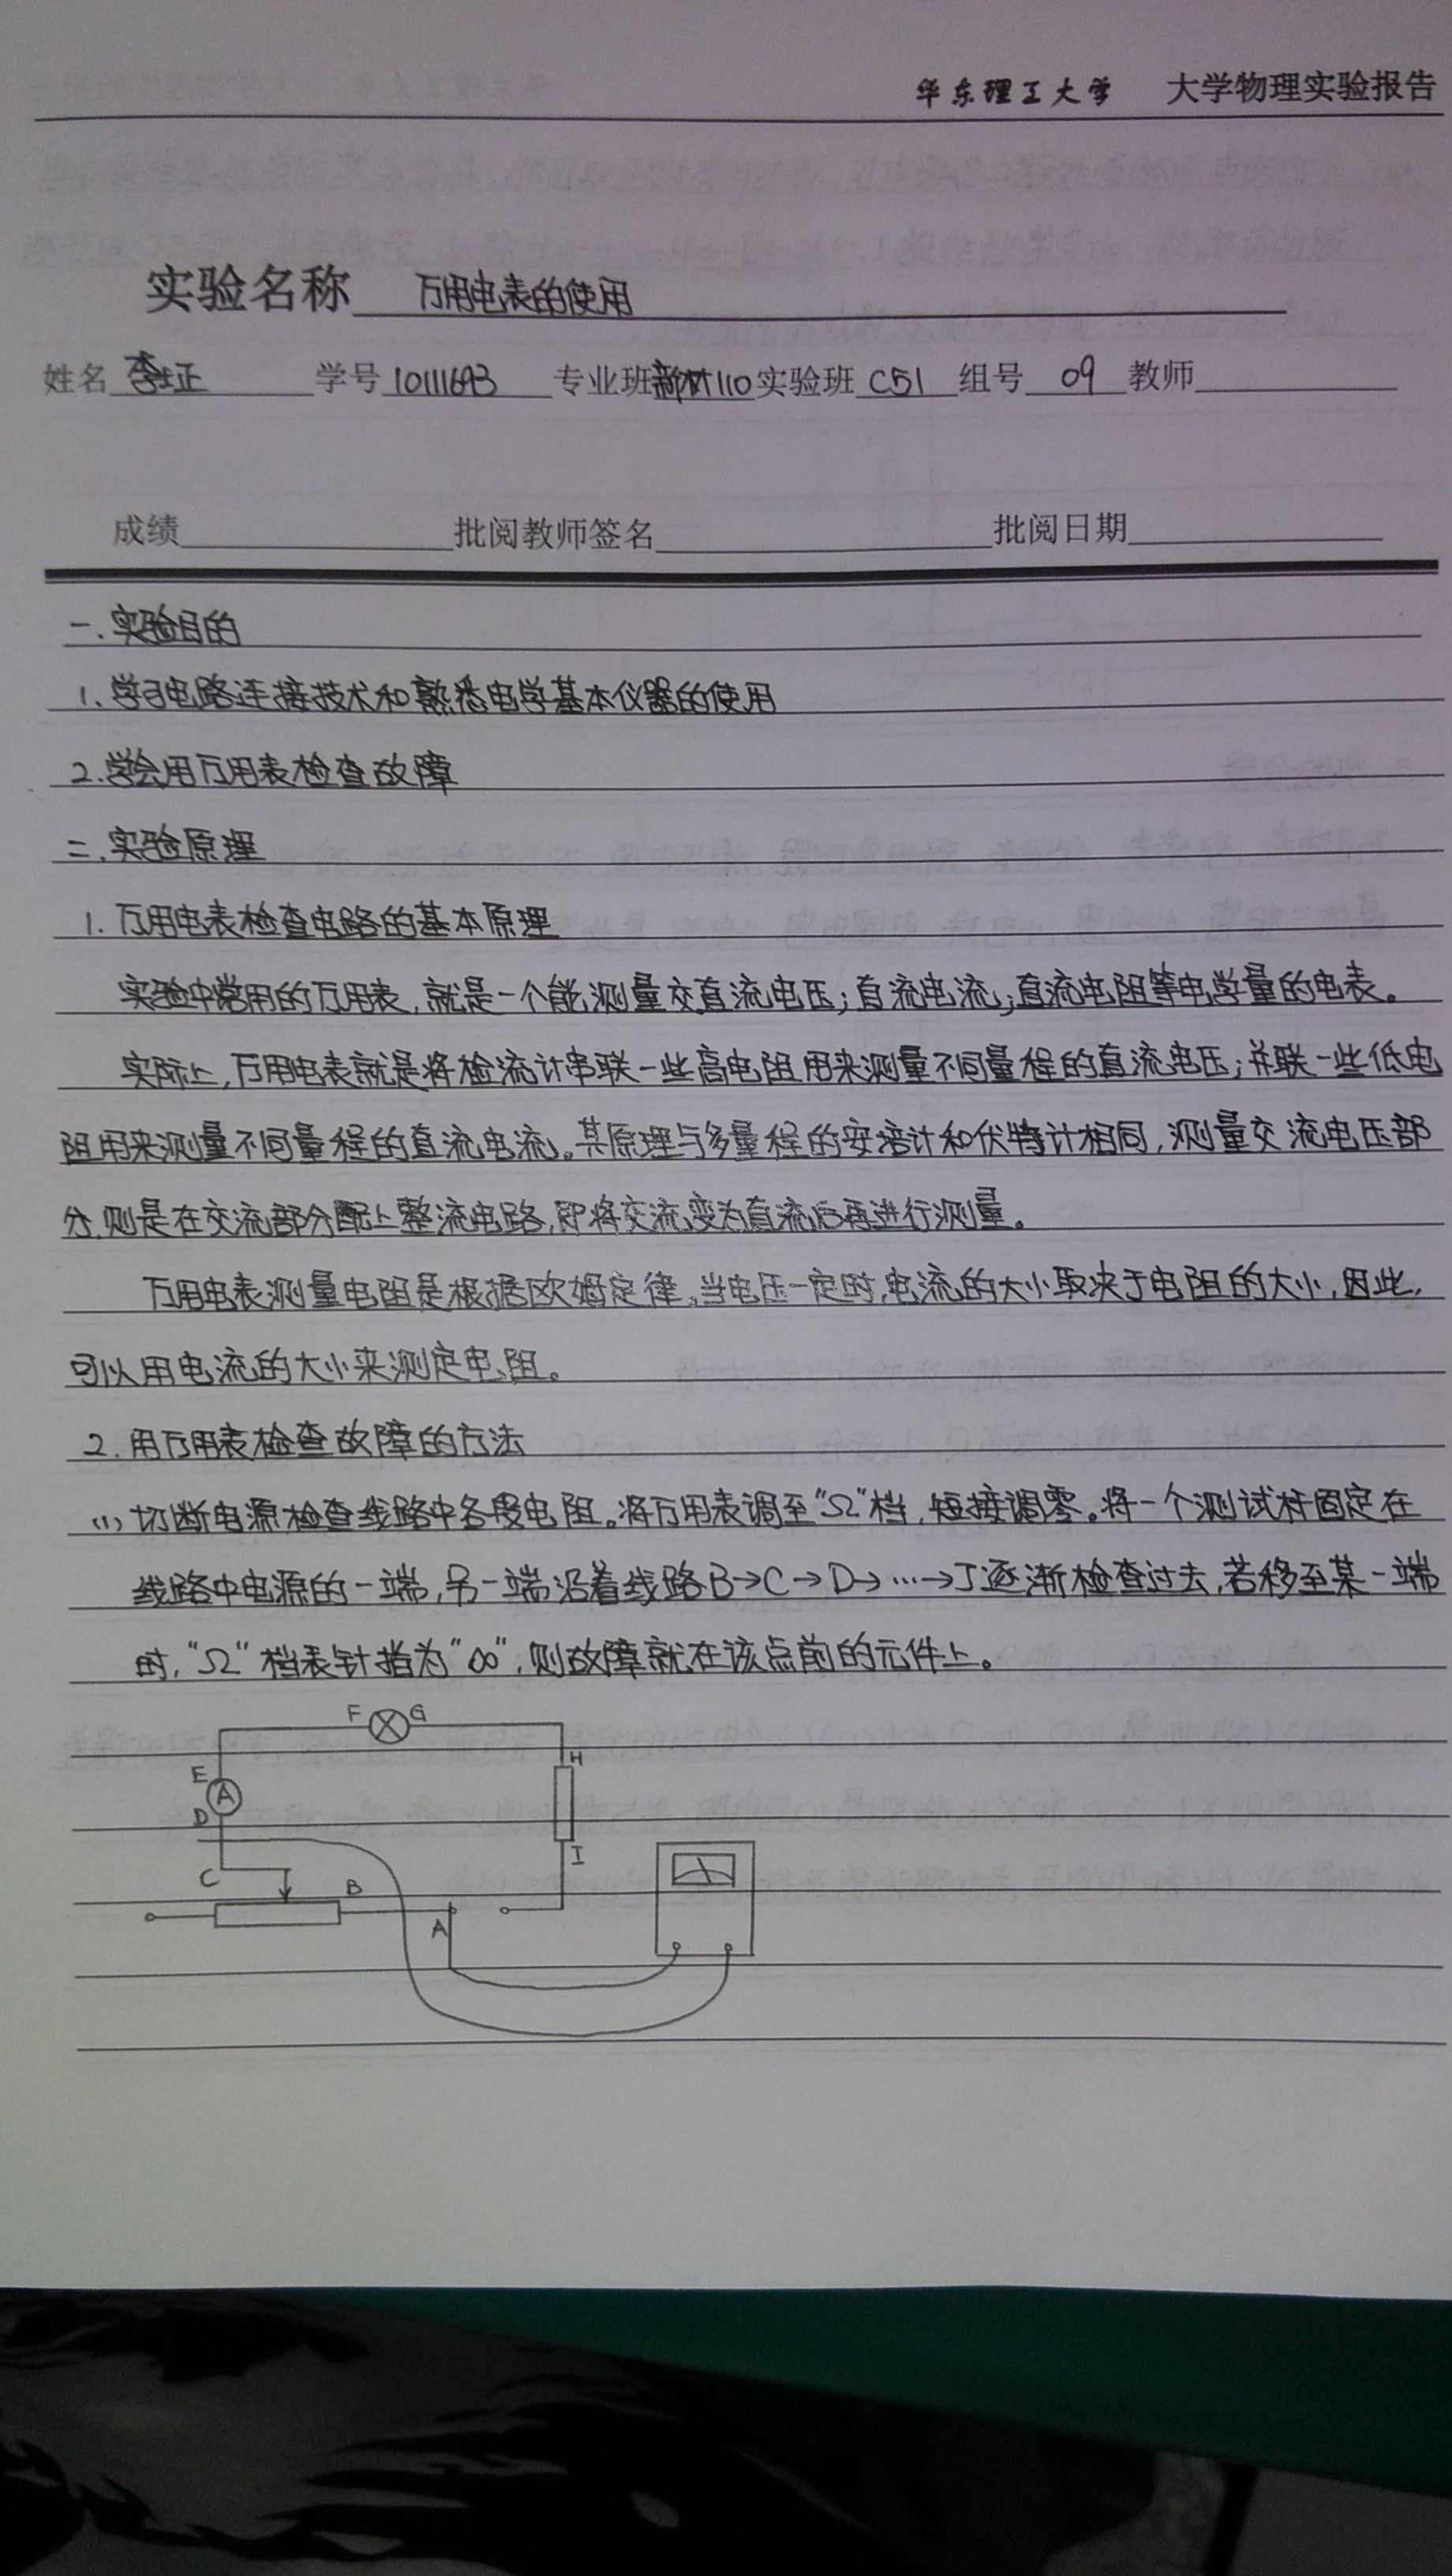 华东理工大学 大学物理实验报告
实验名称 万用电表的使用
姓名 学号 10111693 专业班 新材110 实验班 C51 组号 09 教师
成绩 批阅教师签名 批阅日期
一.实验目的
1.学习电路连接技术和熟悉电学基本仪器的使用
2.学会用万用表检查故障
二.实验原理
1.万用电表检查电路的基本原理
实验中常用的万用表,就是一个能测量交直流电压;直流电流;直流电阻等电学量的电表。
实际上,万用电表就是将检流计串联一些高电阻用来测量不同量程的直流电压;并联一些低电
阻用来测量不同量程的直流电流。其原理与多量程的安培计和伏特计相同,测量交流电压部
分,则是在交流部分配上整流电路,即将交流变为直流后再进行测量。
万用电表测量电阻是根据欧姆定律。当电压一定时,电流的大小取决于电阻的大小,因此,
可以用电流的大小来测定电阻。
2.用万用表检查故障的方法
(1)切断电源检查线路中各段电阻。将万用表调至“Ω”档,短接调零。将一个测试杆固定在
线路中电源的一端,另一端沿着线路B→C→D→…→J逐渐检查过去,若移至某一端
时,“Ω”档表针指为“∞”,则故障就在该点前的元件上。
F G
H
E
A
D
I
C
B
A